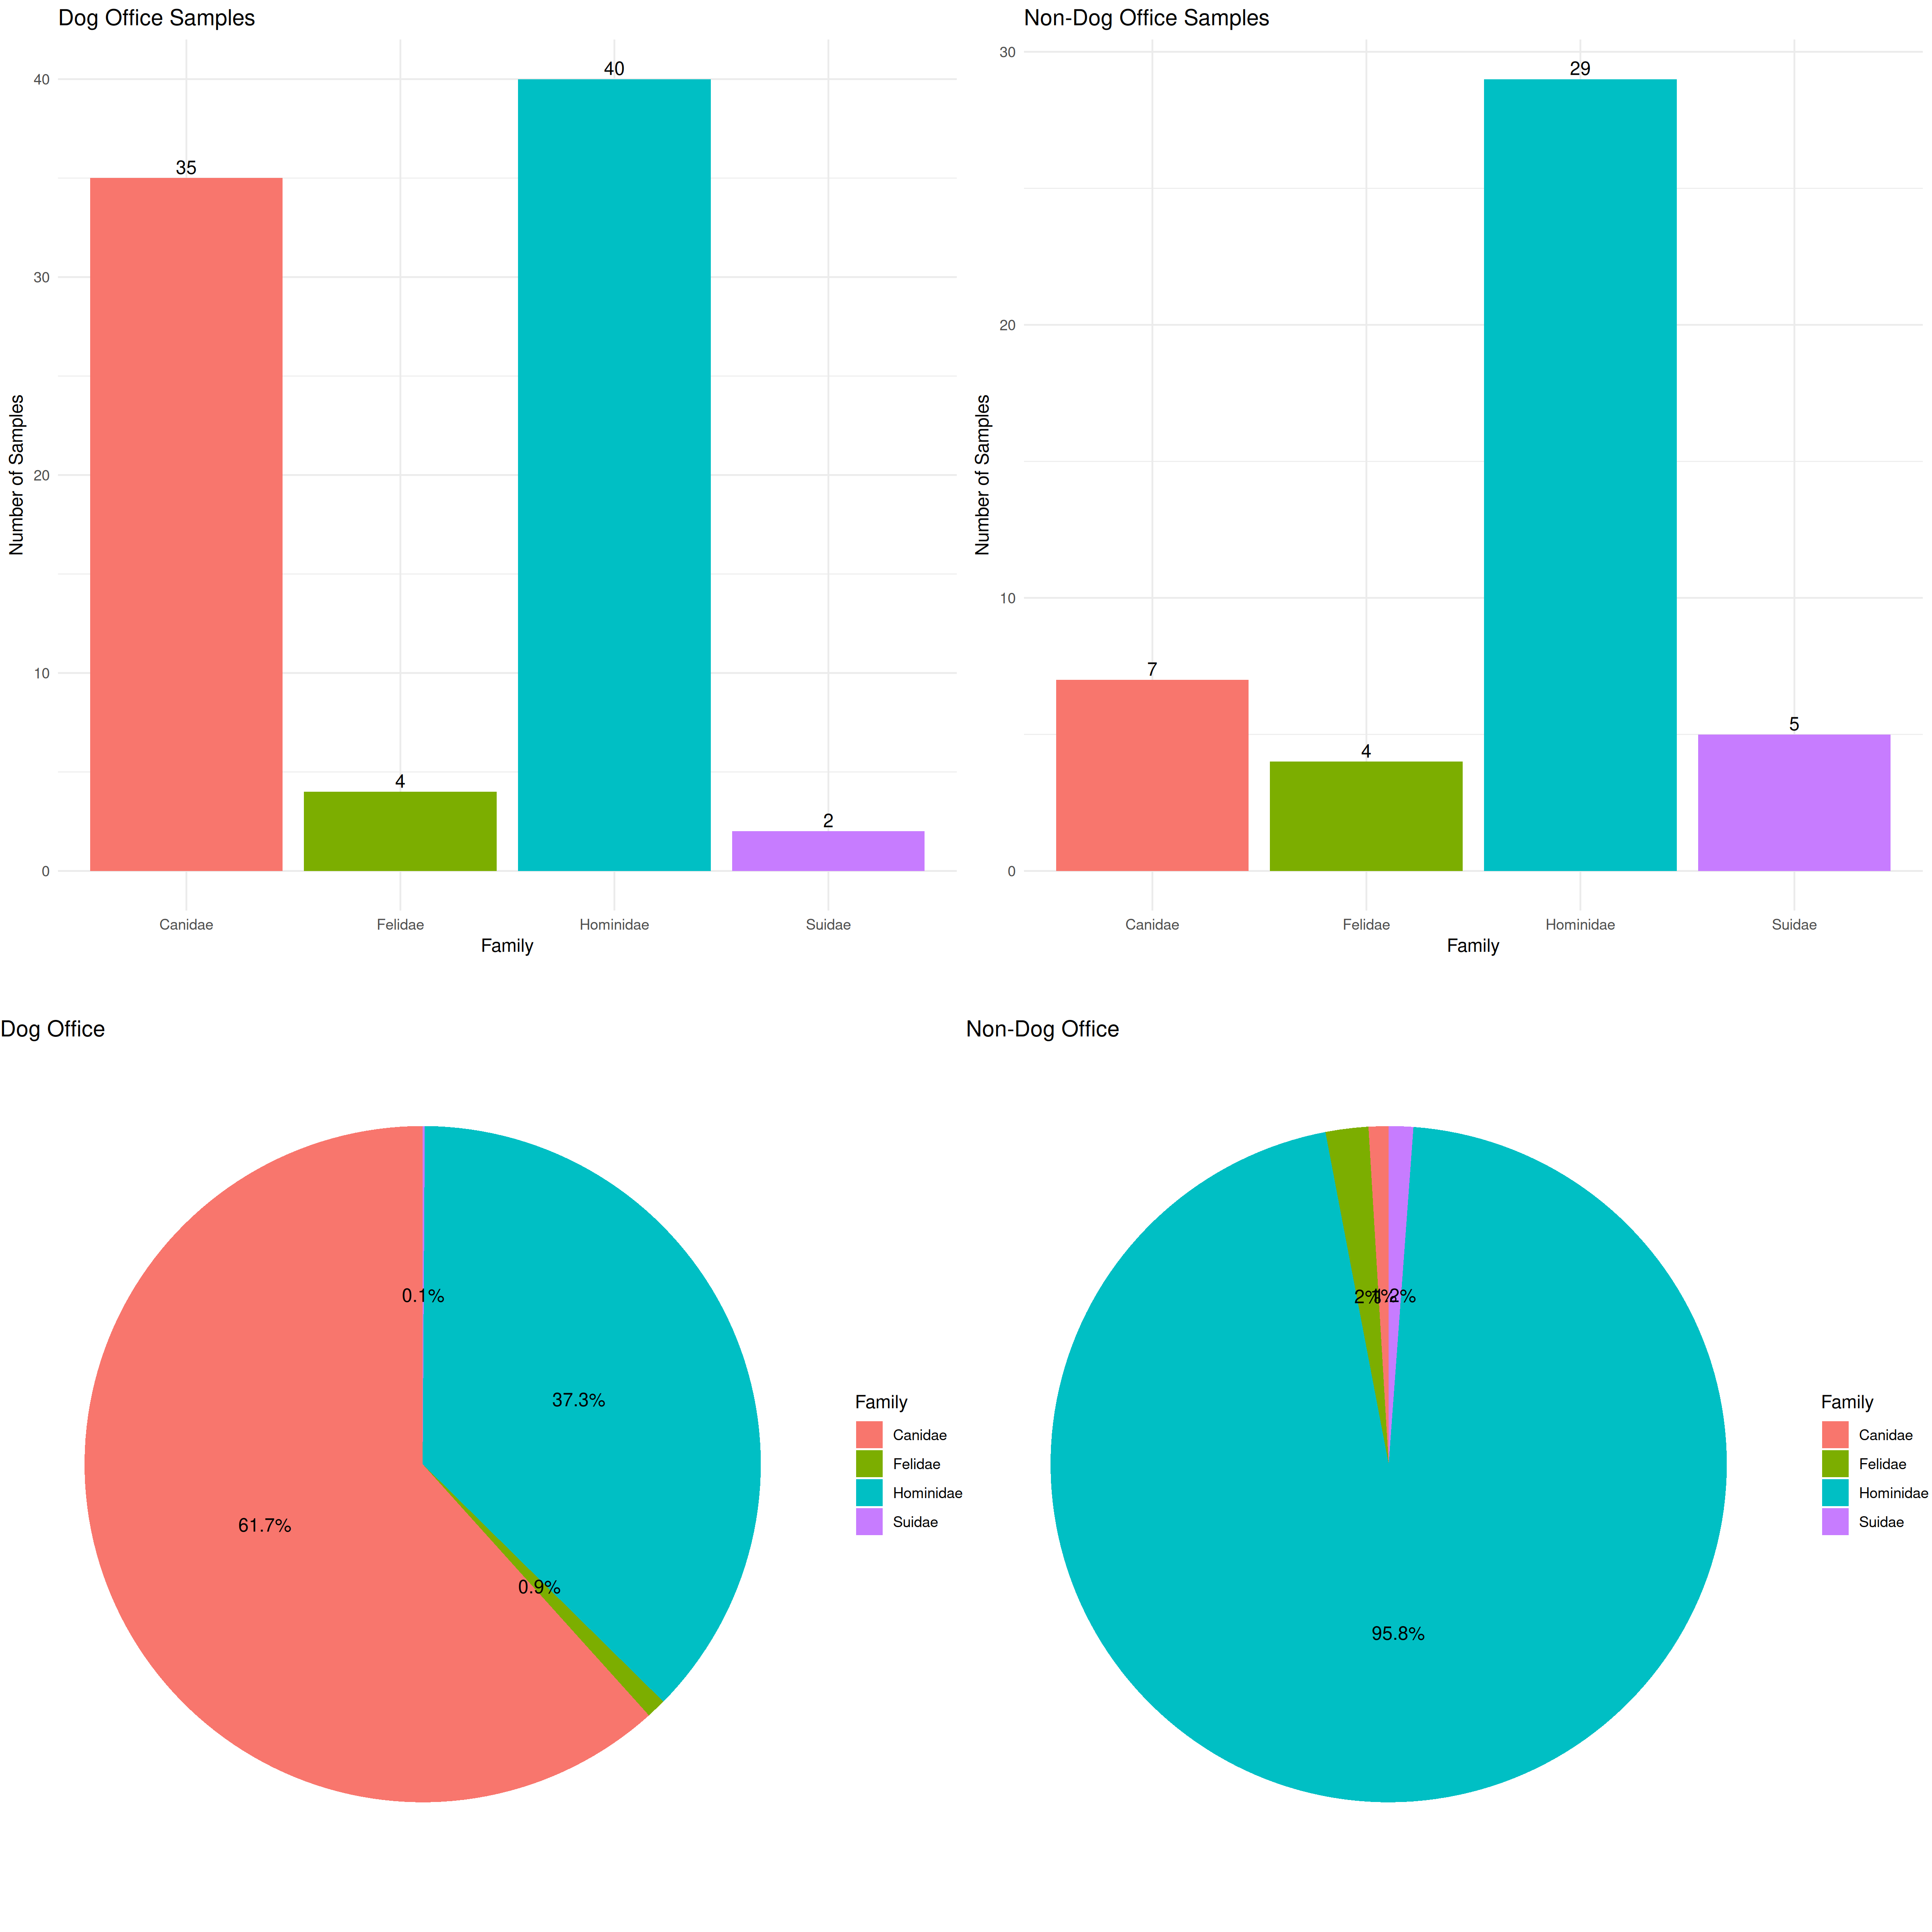 Dog Office Samples
40
35
4
2
40
30
20
10
0
Number of Samples
Canidae Felidae Hominidae Suidae
Family
Non-Dog Office Samples
29
7
4
5
30
20
10
0
Number of Samples
Canidae Felidae Hominidae Suidae
Family
Dog Office
0.1%
37.3%
61.7%
0.9%
Family
Canidae
Felidae
Hominidae
Suidae
Non-Dog Office
95.8%
Family
Canidae
Felidae
Hominidae
Suidae